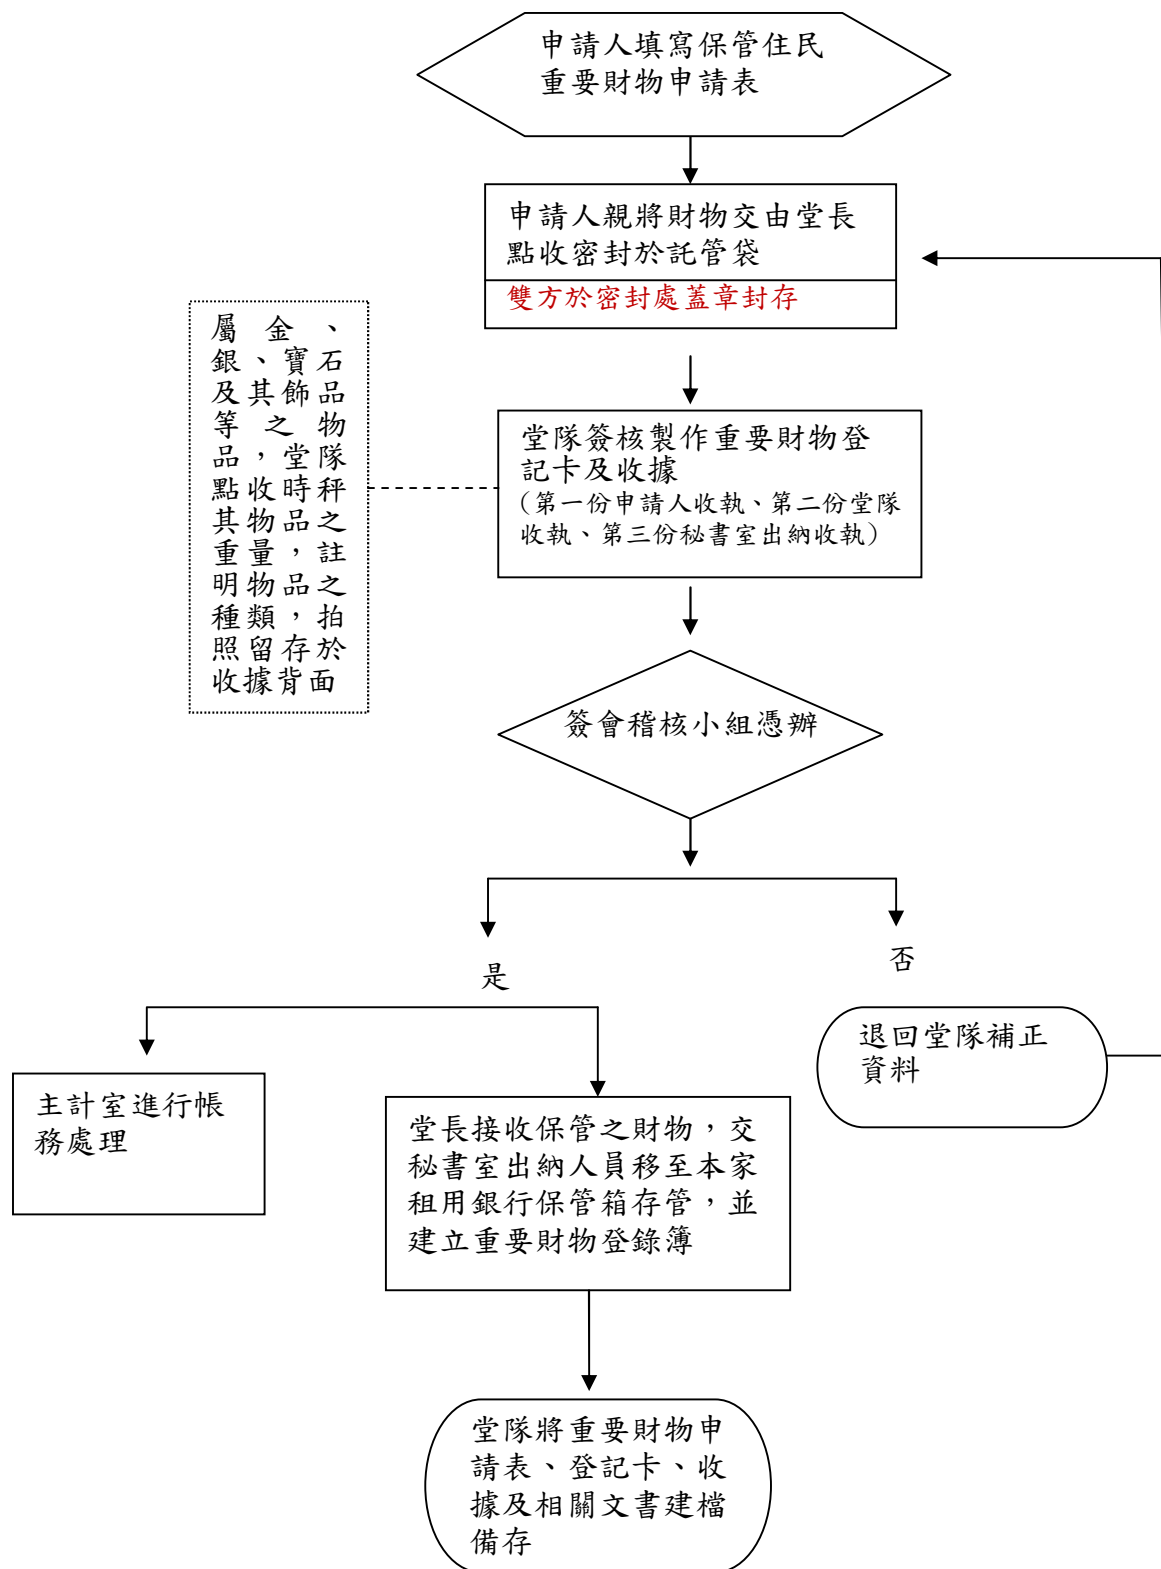 申請人填寫保管住民
重要財物申請表
申請人親將財物交由堂長
點收密封於託管袋
雙方於密封處蓋章封存
屬金、
銀、寶石
及其飾品
等之物
品，堂隊
點收時秤
其物品之
重量，註
明物品之
種類，拍
照留存於
收據背面
堂隊簽核製作重要財物登
記卡及收據
（第一份申請人收執、第二份堂隊
收執、第三份秘書室出納收執）
簽會稽核小組憑辦
是
否
退回堂隊補正
資料
主計室進行帳
務處理
堂長接收保管之財物，交
秘書室出納人員移至本家
租用銀行保管箱存管，並
建立重要財物登錄簿
堂隊將重要財物申
請表、登記卡、收
據及相關文書建檔
備存